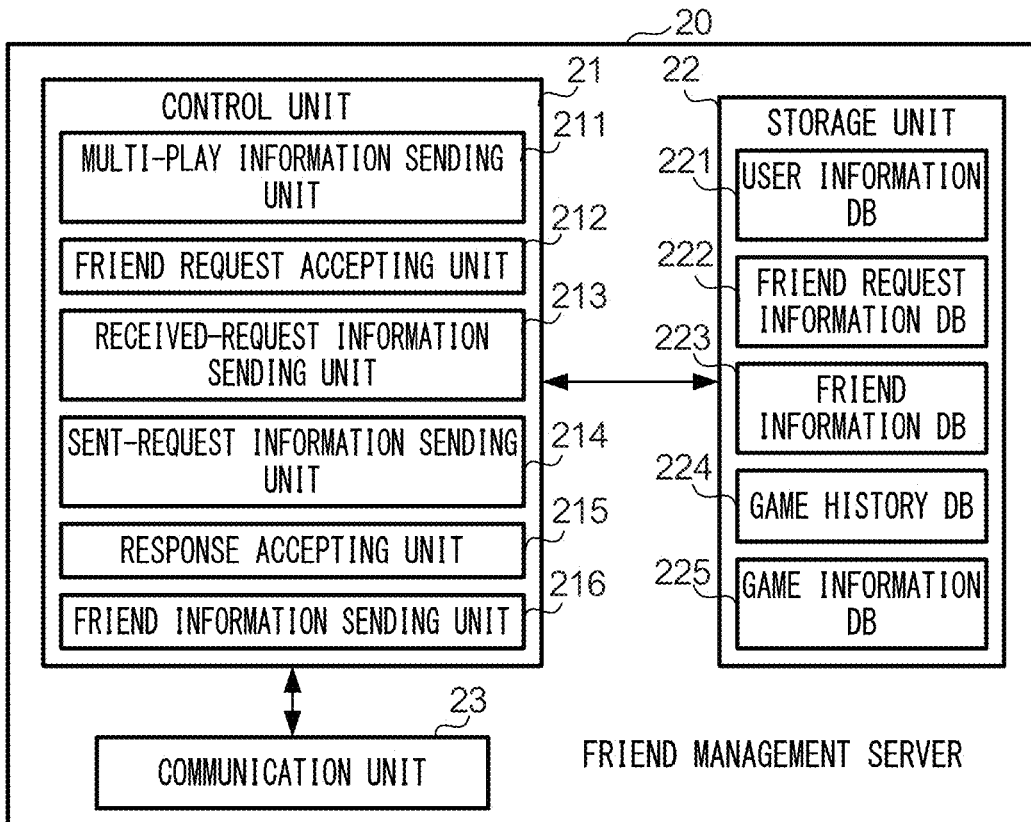 20
21
CONTROL UNIT
211
MULTI-PLAY INFORMATION SENDING
UNIT
212
FRIEND REQUEST ACCEPTING UNIT
213
RECEIVED-REQUEST INFORMATION
SENDING UNIT
SENT-REQUEST INFORMATION SENDING
UNIT
214
215
RESPONSE ACCEPTING UNIT
216
FRIEND INFORMATION SENDING UNIT
22
STORAGE UNIT
221
USER INFORMATION
DB
222
FRIEND REQUEST
INFORMATION DB
223
FRIEND
INFORMATION DB
224
GAME HISTORY DB
225
GAME INFORMATION
DB
23
COMMUNICATION UNIT
FRIEND MANAGEMENT SERVER